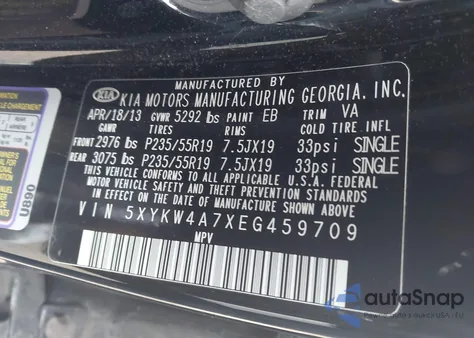 MANUFACTURED BY
KIA KIA MOTORS MANUFACTURING GEORGIA, INC.
APR/18/13 GVWR 5292 lbs PAINT EB TRIM VA
GAWR TIRES RIMS COLD TIRE INFL
FRONT 2976 lbs P235/55R19 7.5JX19 33psi SINGLE
REAR 3075 lbs P235/55R19 7.5JX19 33psi SINGLE
THIS VEHICLE CONFORMS TO ALL APPLICABLE U.S.A. FEDERAL
MOTOR VEHICLE SAFETY STANDARDS IN EFFECT ON
THE DATE OF MANUFACTURE SHOWN ABOVE.
VIN 5XYKW4A7XEG459709
MPV
UB90
autoSnap